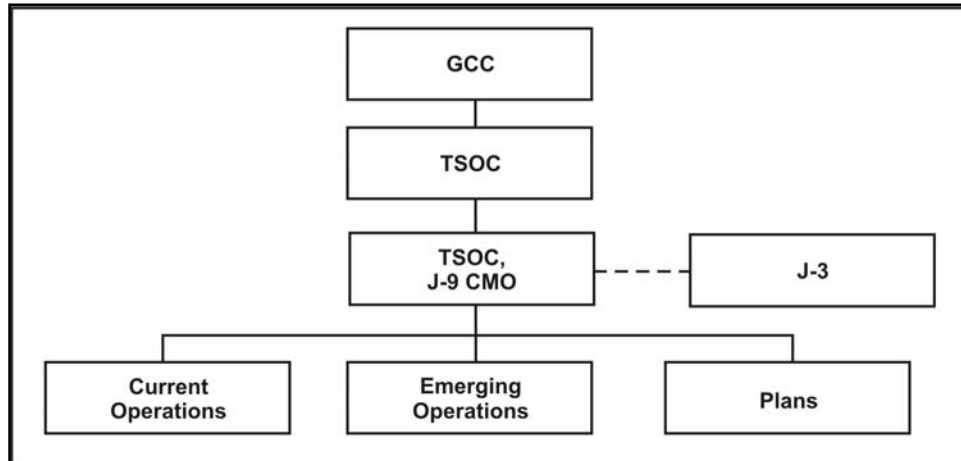 GCC
TSOC
TSOC,
J-9 CMO
J-3
Current
Operations
Emerging
Operations
Plans